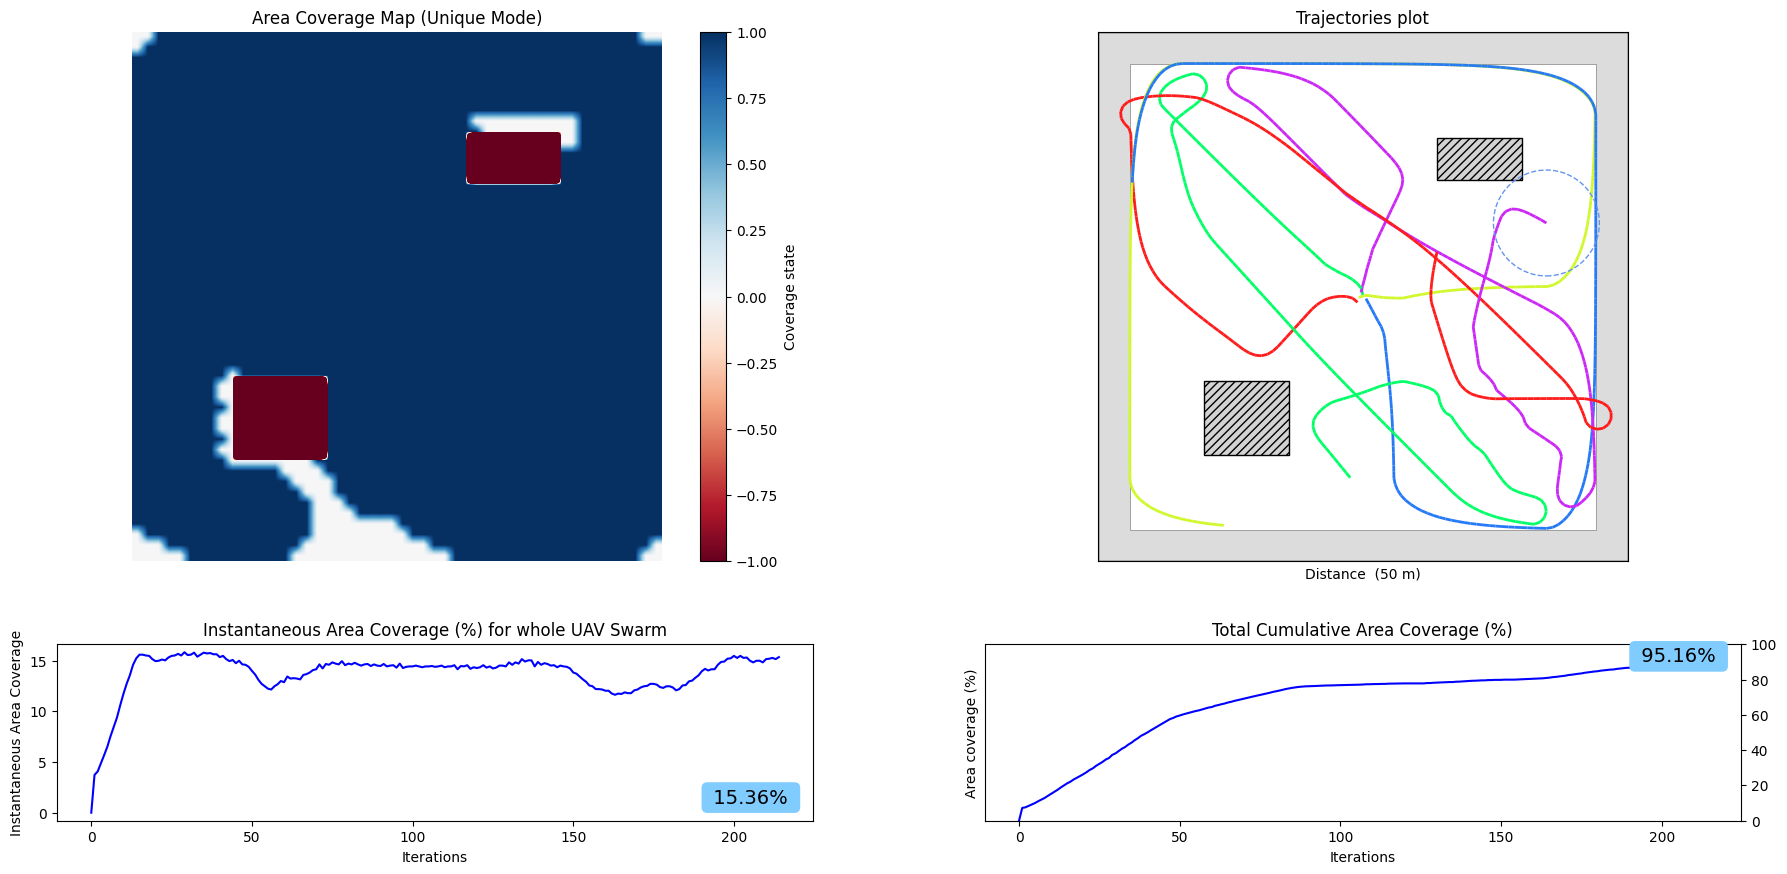 Area Coverage Map (Unique Mode)
1.00
0.75
0.50
0.25
0.00
−0.25
−0.50
−0.75
−1.00
Coverage state
Trajectories plot
Distance  (50 m)
Instantaneous Area Coverage (%) for whole UAV Swarm
Instantaneous Area Coverage
15
10
5
0
15.36%
0 50 100 150 200
Iterations
Total Cumulative Area Coverage (%)
Area coverage (%)
95.16%
100
80
60
40
20
0
0 50 100 150 200
Iterations